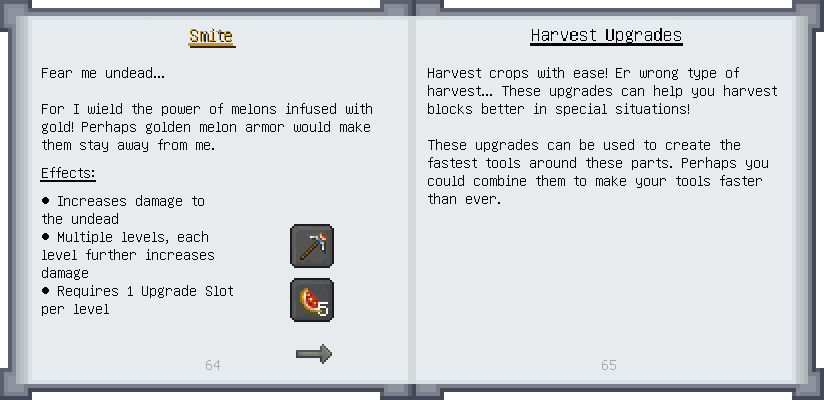 Smite
Fear me undead...
For I wield the power of melons infused with
gold! Perhaps golden melon armor would make
them stay away from me.
Effects:
● Increases damage to
the undead
● Multiple levels, each
level further increases
damage
● Requires 1 Upgrade Slot
per level
5
64
Harvest Upgrades
Harvest crops with ease! Er wrong type of
harvest... These upgrades can help you harvest
blocks better in special situations!
These upgrades can be used to create the
fastest tools around these parts. Perhaps you
could combine them to make your tools faster
than ever.
65